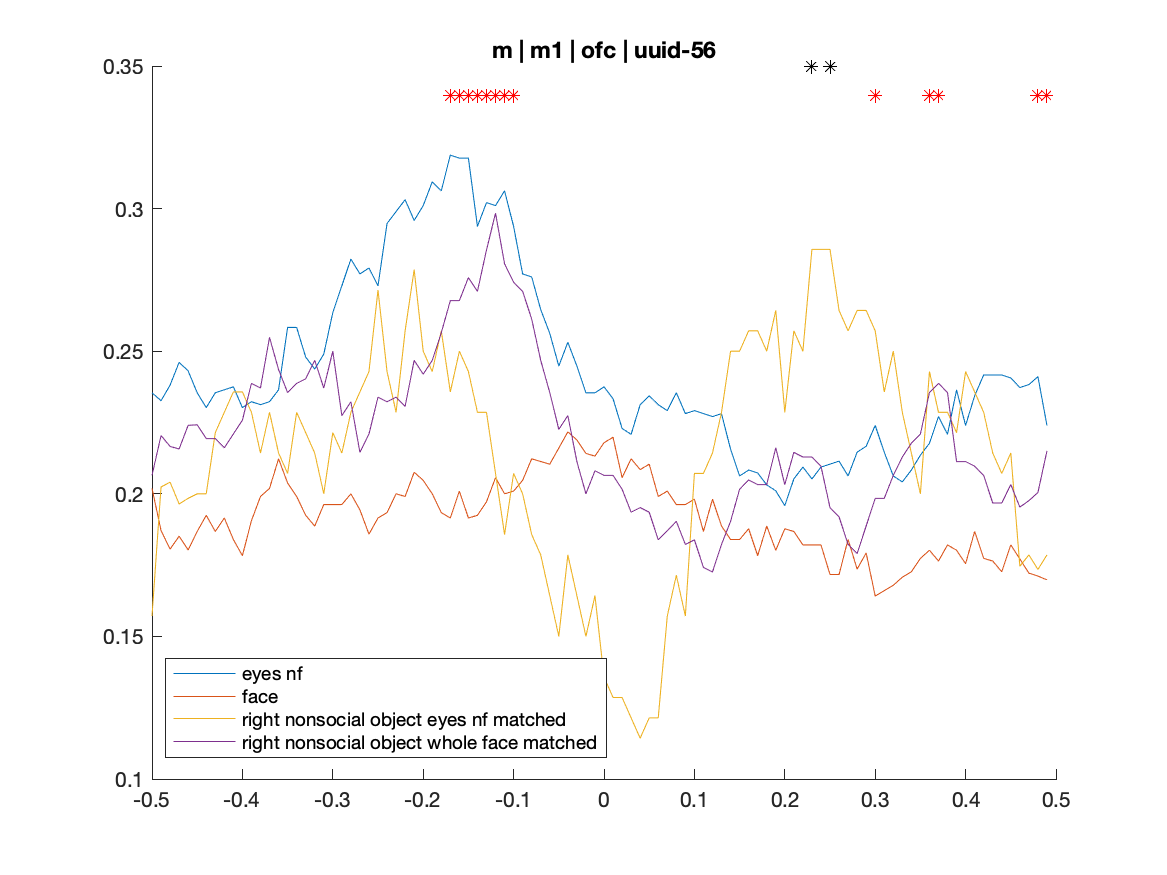 m | m1 | ofc | uuid-56
0.35
0.3
0.25
0.2
0.15
0.1
eyes nf
face
right nonsocial object eyes nf matched
right nonsocial object whole face matched
-0.5 -0.4 -0.3 -0.2 -0.1 0 0.1 0.2 0.3 0.4 0.5